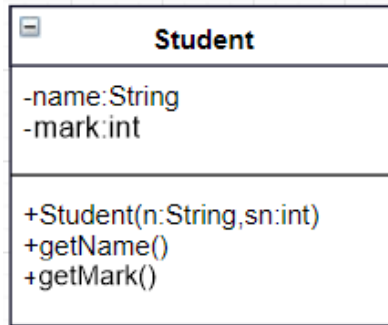 Student
-name:String
-mark:int
+Student(n:String,sn:int)
+getName()
+getMark()